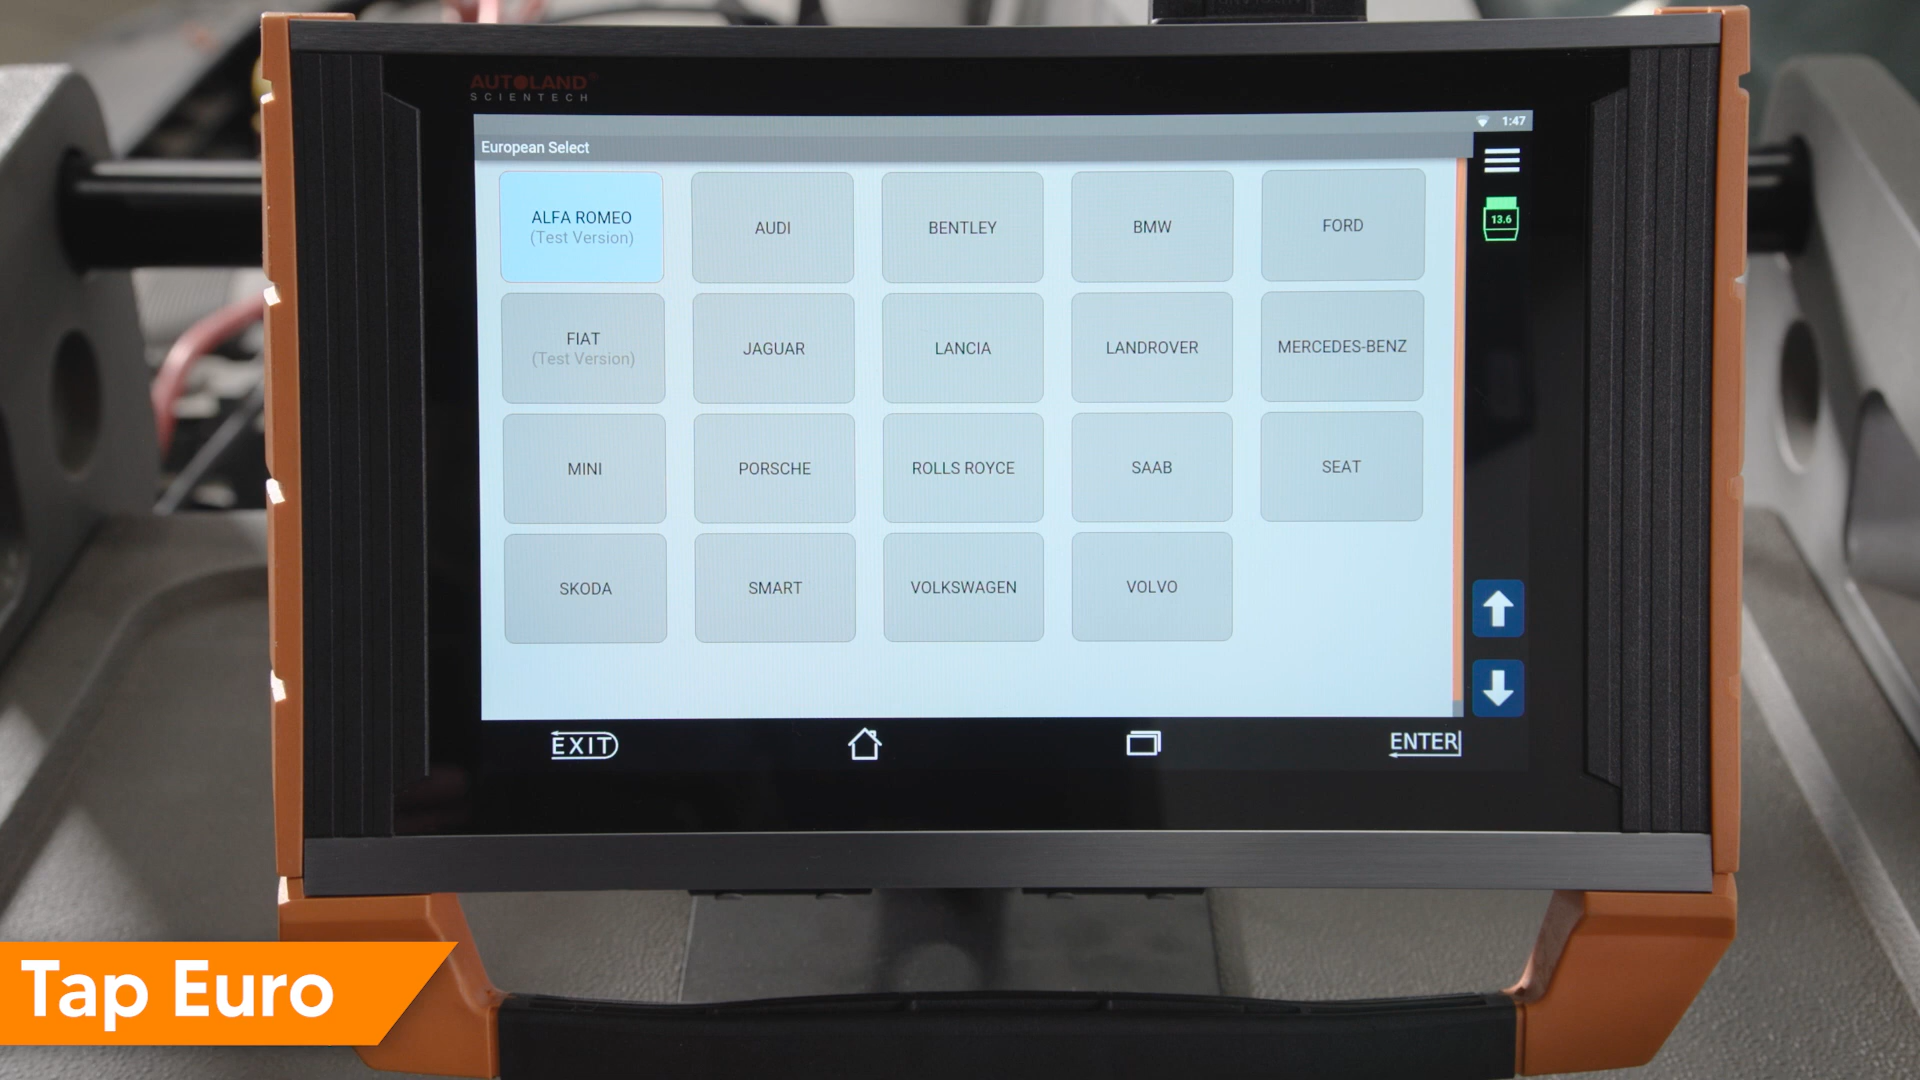 AUTOLAND
SCIENTECH
1:47
European Select
ALFA ROMEO
(Test Version)
AUDI
BENTLEY
BMW
FORD
13.6
FIAT
(Test Version)
JAGUAR
LANCIA
LANDROVER
MERCEDES-BENZ
MINI
PORSCHE
ROLLS ROYCE
SAAB
SEAT
SKODA
SMART
VOLKSWAGEN
VOLVO
EXIT
ENTER
Tap Euro